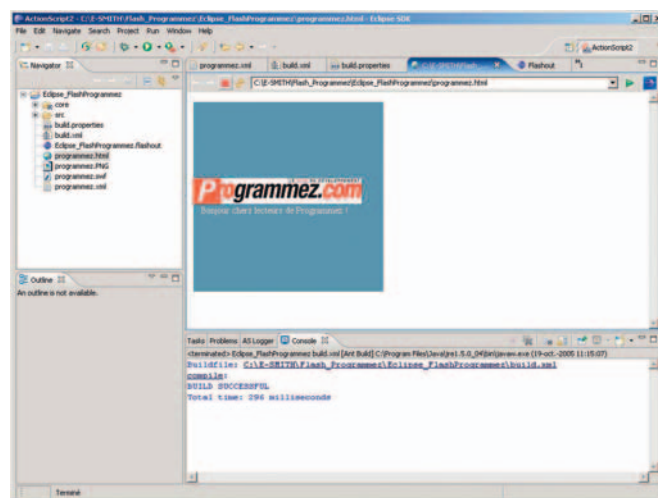 ActionScript2 - C:\E-SMITH\Flash_Programmez\Eclipse_FlashProgrammez\programmez.html - Eclipse SDK
File Edit Navigate Search Project Run Window Help
ActionScript2
Navigator
programmez.xml build.xml build.properties C:\E-SMITH\Flash... Flashout
C:\E-SMITH\Flash_Programmez\Eclipse_FlashProgrammez\programmez.html
Eclipse_FlashProgrammez
core
src
build.properties
build.xml
Eclipse_FlashProgrammez.flashout
programmez.html
programmez.PNG
programmez.swf
programmez.xml
Programmez.com
Bonjour chers lecteurs de Programmez !
Outline
An outline is not available.
Tasks Problems AS Logger Console
<terminated> Eclipse_FlashProgrammez build.xml [Ant Build] C:\Program Files\Java\jre1.5.0_04\bin\javaw.exe (19-oct.-2005 11:15:07)
Buildfile: C:\E-SMITH\Flash_Programmez\Eclipse_FlashProgrammez\build.xml
compile:
BUILD SUCCESSFUL
Total time: 296 milliseconds
Terminé